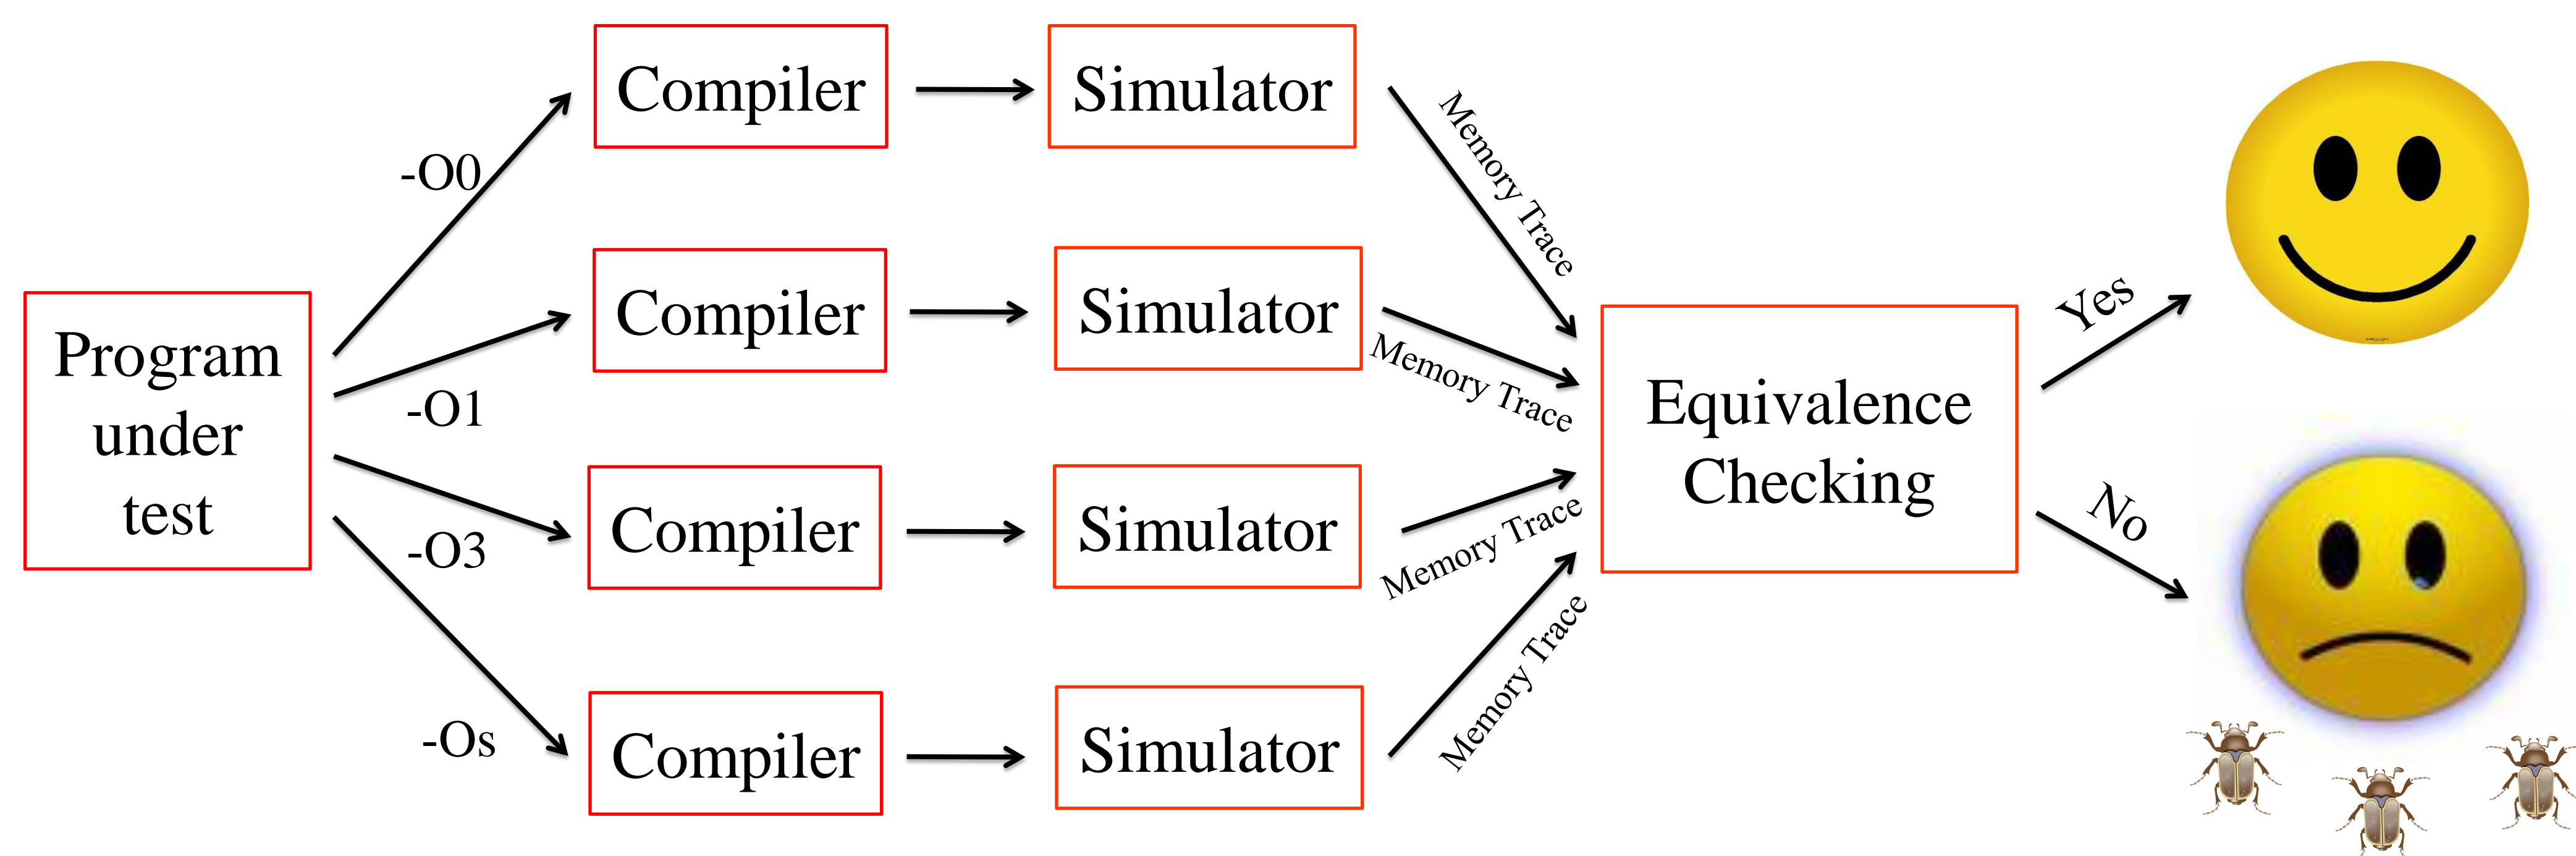 Compiler
Simulator
-O0
Memory Trace
Compiler
Simulator
-O1
Memory Trace
Program
under
test
Equivalence
Checking
Yes
No
Compiler
Simulator
-O3
Memory Trace
Compiler
Simulator
-Os
Memory Trace